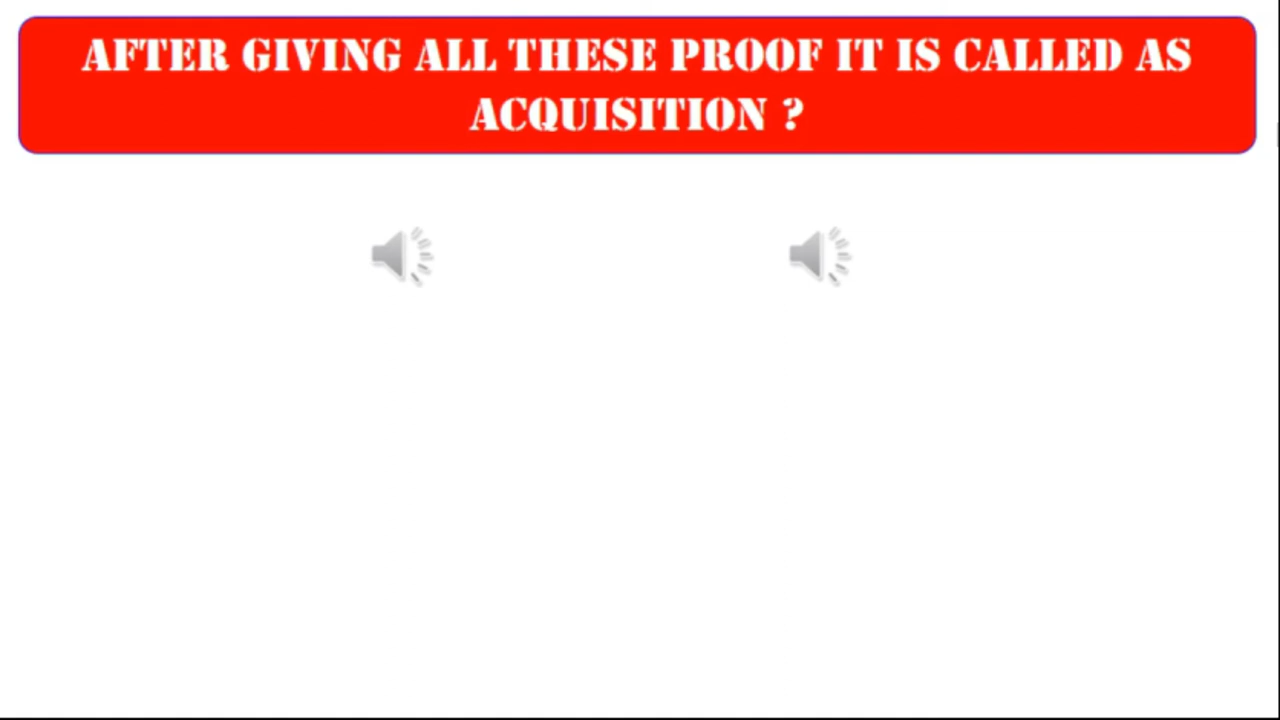 AFTER GIVING ALL THESE PROOF IT IS CALLED AS
ACQUISITION ?